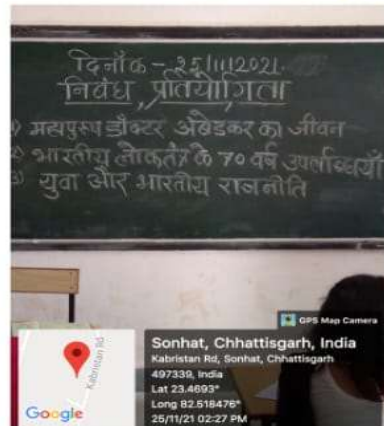 दिनाँक - 25/11/2021.
निबंध प्रतियोगिता
1) महापुरुष डॉक्टर अंबेडकर का जीवन
2) भारतीय लोकतंत्र के 70 वर्ष उपलब्धियाँ
3) युवा और भारतीय राजनीति
GPS Map Camera
Kabristan Rd
Google
Sonhat, Chhattisgarh, India
Kabristan Rd, Sonhat, Chhattisgarh
497339, India
Lat 23.4693°
Long 82.518476°
25/11/21 02:27 PM